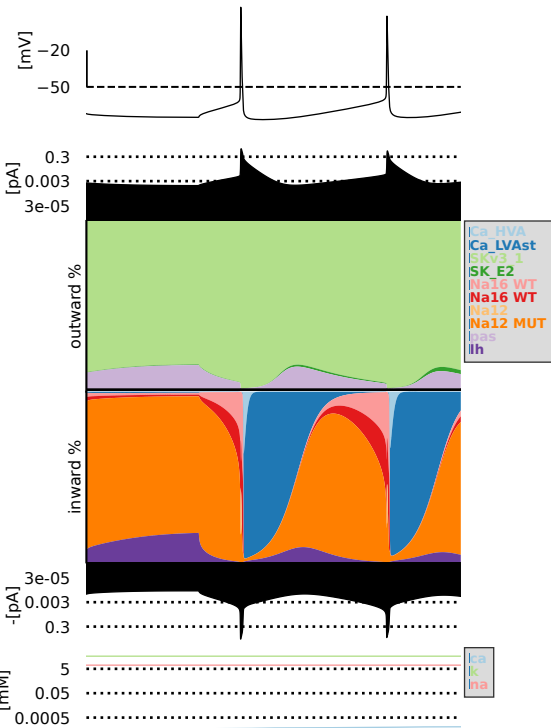 [mV]
−20
−50
[pA]
0.3
0.003
3e-05
outward %
Ca_HVA
Ca_LVAst
SKv3_1
SK_E2
Na16 WT
Na16 WT
Na12
Na12 MUT
pas
Ih
inward %
-[pA]
3e-05
0.003
0.3
[mM]
5
0.05
0.0005
ca
k
na